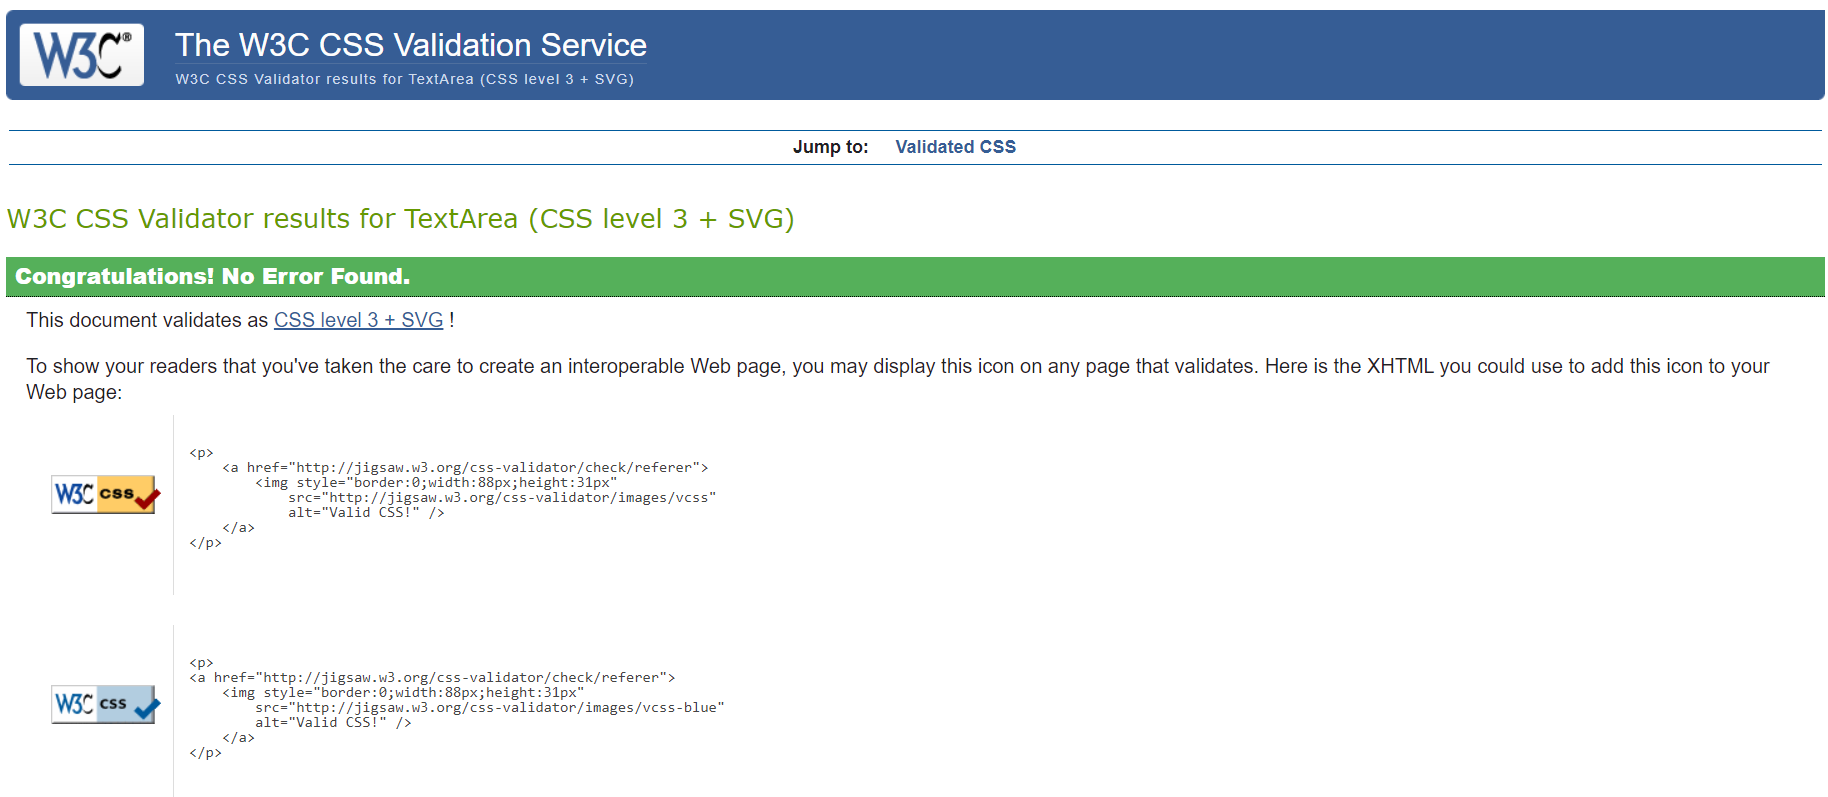 W3C®
The W3C CSS Validation Service
W3C CSS Validator results for TextArea (CSS level 3 + SVG)
Jump to: Validated CSS
W3C CSS Validator results for TextArea (CSS level 3 + SVG)
Congratulations! No Error Found.
This document validates as CSS level 3 + SVG !
To show your readers that you've taken the care to create an interoperable Web page, you may display this icon on any page that validates. Here is the XHTML you could use to add this icon to your
Web page:
W3C css
<p>
    <a href="http://jigsaw.w3.org/css-validator/check/referer">
        <img style="border:0;width:88px;height:31px"
            src="http://jigsaw.w3.org/css-validator/images/vcss"
            alt="Valid CSS!" />
    </a>
</p>
W3C css
<p>
<a href="http://jigsaw.w3.org/css-validator/check/referer">
    <img style="border:0;width:88px;height:31px"
        src="http://jigsaw.w3.org/css-validator/images/vcss-blue"
        alt="Valid CSS!" />
    </a>
</p>